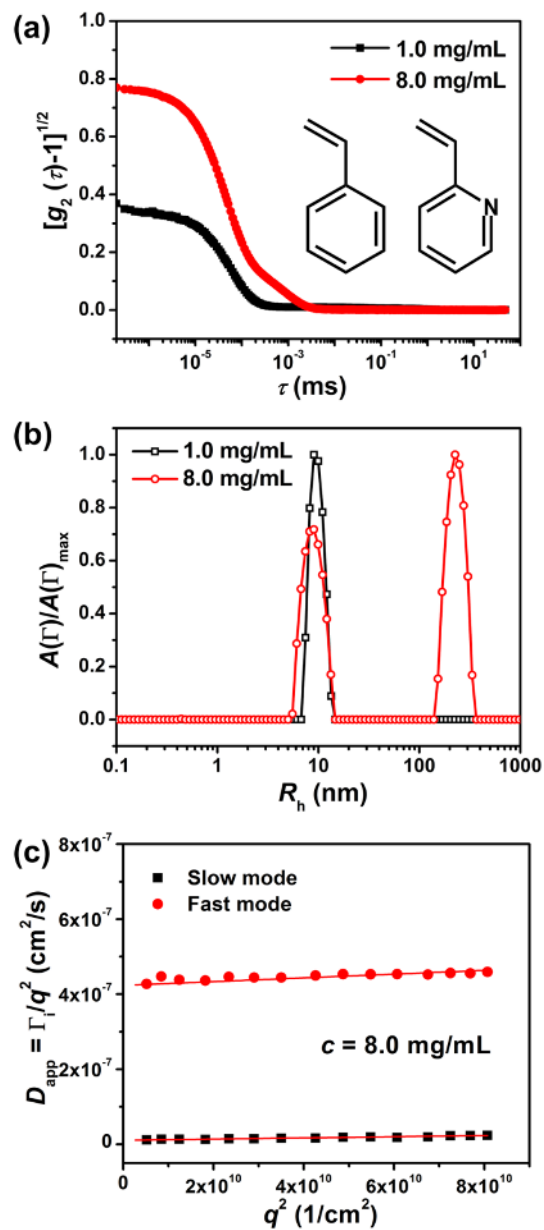 (a)
1.0
0.8
0.6
0.4
0.2
0.0
[g₂ (τ)-1]^1/2
1.0 mg/mL
8.0 mg/mL
N
10⁻⁵ 10⁻³ 10⁻¹ 10¹
τ (ms)
(b)
1.0
0.8
0.6
0.4
0.2
0.0
A(Γ)/A(Γ)max
1.0 mg/mL
8.0 mg/mL
0.1 1 10 100 1000
Rₕ (nm)
(c)
8x10⁻⁷
6x10⁻⁷
4x10⁻⁷
2x10⁻⁷
0
Dapp = Γᵢ/q² (cm²/s)
Slow mode
Fast mode
c = 8.0 mg/mL
0 2x10¹⁰ 4x10¹⁰ 6x10¹⁰ 8x10¹⁰
q² (1/cm²)